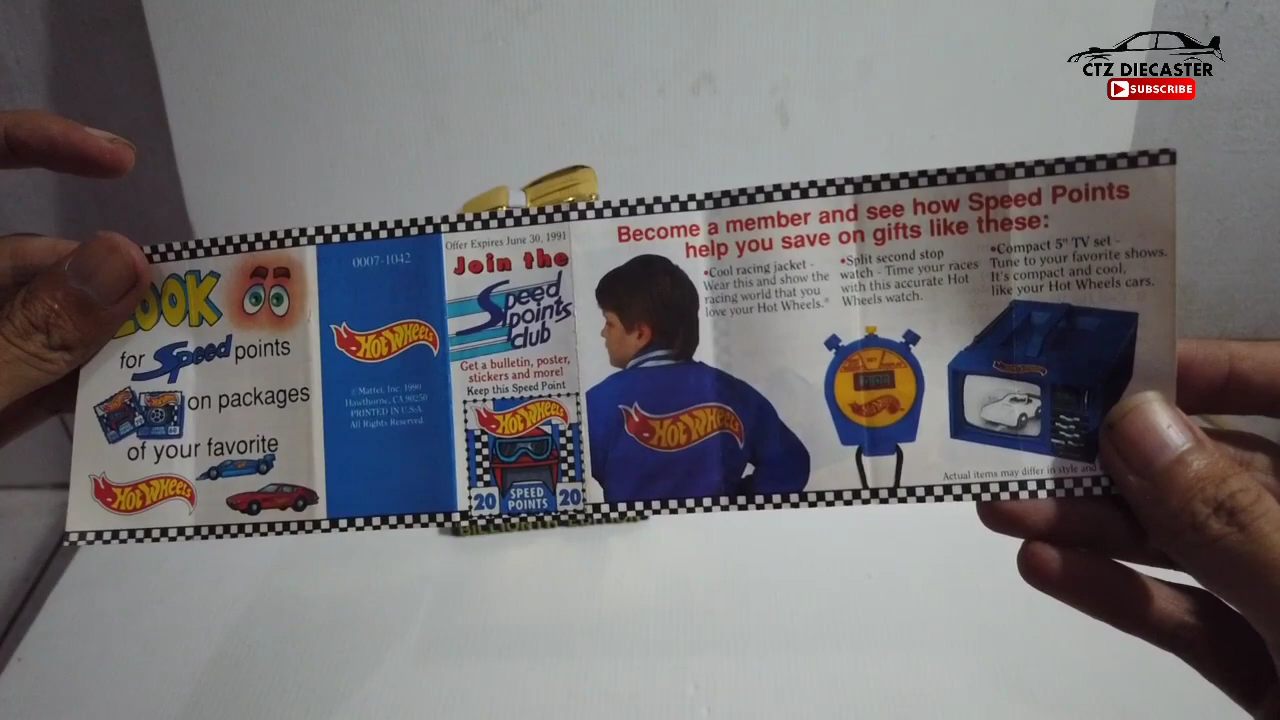 CTZ DIECASTER
SUBSCRIBE
LOOK
for Speed points
on packages
of your favorite
HOT WHEELS
0007-1042
HOT WHEELS
©Mattel, Inc. 1990
Hawthorne, CA 90250
PRINTED IN U.S.A.
All Rights Reserved.
Offer Expires June 30, 1991
Join the
Speed
points
club
Get a bulletin, poster,
stickers and more!
Keep this Speed Point
HOT WHEELS
20 SPEED POINTS 20
Become a member and see how Speed Points
help you save on gifts like these:
•Cool racing jacket -
Wear this and show the
racing world that you
love your Hot Wheels.®
HOT WHEELS
•Split second stop
watch - Time your races
with this accurate Hot
Wheels watch.
•Compact 5" TV set -
Tune to your favorite shows.
It's compact and cool,
like your Hot Wheels cars.
Actual items may differ in style and